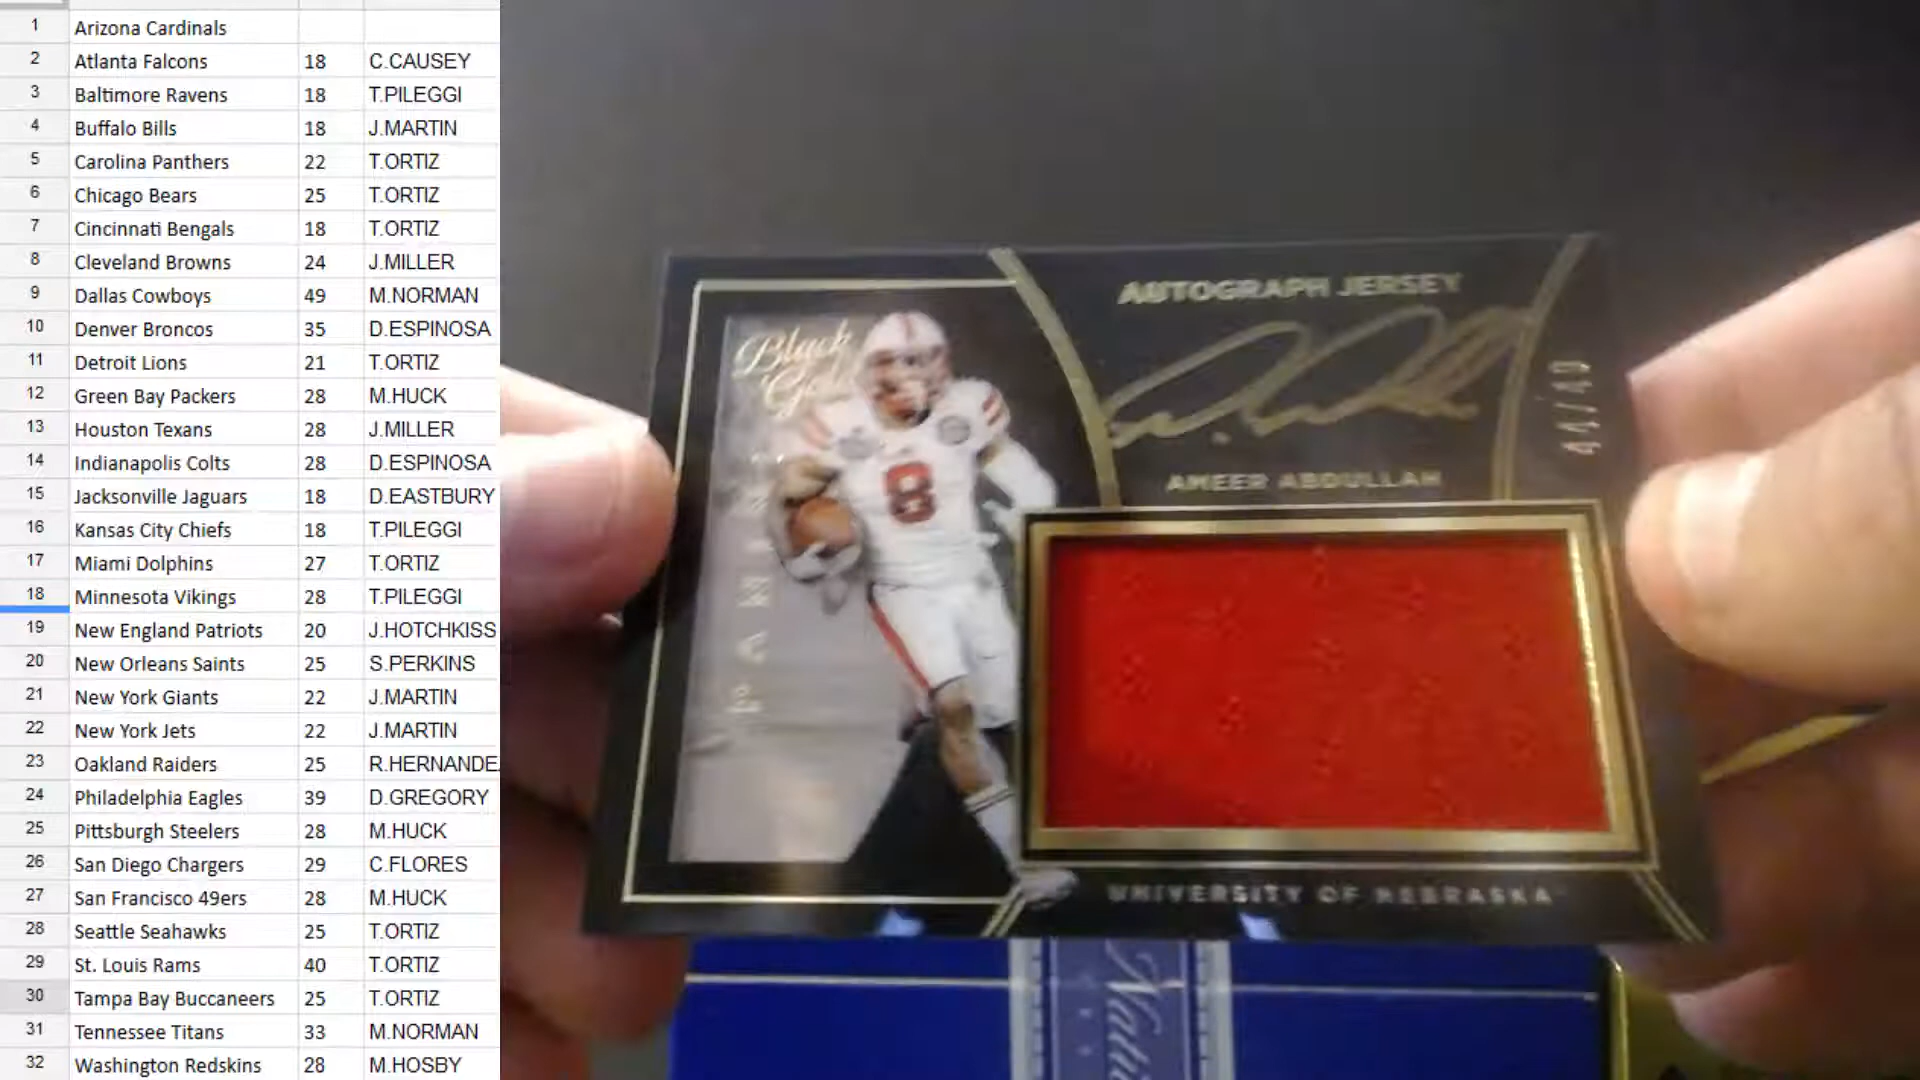 1 Arizona Cardinals
2 Atlanta Falcons 18 C.CAUSEY
3 Baltimore Ravens 18 T.PILEGGI
4 Buffalo Bills 18 J.MARTIN
5 Carolina Panthers 22 T.ORTIZ
6 Chicago Bears 25 T.ORTIZ
7 Cincinnati Bengals 18 T.ORTIZ
8 Cleveland Browns 24 J.MILLER
9 Dallas Cowboys 49 M.NORMAN
10 Denver Broncos 35 D.ESPINOSA
11 Detroit Lions 21 T.ORTIZ
12 Green Bay Packers 28 M.HUCK
13 Houston Texans 28 J.MILLER
14 Indianapolis Colts 28 D.ESPINOSA
15 Jacksonville Jaguars 18 D.EASTBURY
16 Kansas City Chiefs 18 T.PILEGGI
17 Miami Dolphins 27 T.ORTIZ
18 Minnesota Vikings 28 T.PILEGGI
19 New England Patriots 20 J.HOTCHKISS
20 New Orleans Saints 25 S.PERKINS
21 New York Giants 22 J.MARTIN
22 New York Jets 22 J.MARTIN
23 Oakland Raiders 25 R.HERNANDE
24 Philadelphia Eagles 39 D.GREGORY
25 Pittsburgh Steelers 28 M.HUCK
26 San Diego Chargers 29 C.FLORES
27 San Francisco 49ers 28 M.HUCK
28 Seattle Seahawks 25 T.ORTIZ
29 St. Louis Rams 40 T.ORTIZ
30 Tampa Bay Buccaneers 25 T.ORTIZ
31 Tennessee Titans 33 M.NORMAN
32 Washington Redskins 28 M.HOSBY
AUTOGRAPH JERSEY
Black
Gold
PANINI
8
44/49
AMEER ABDULLAH
UNIVERSITY OF NEBRASKA